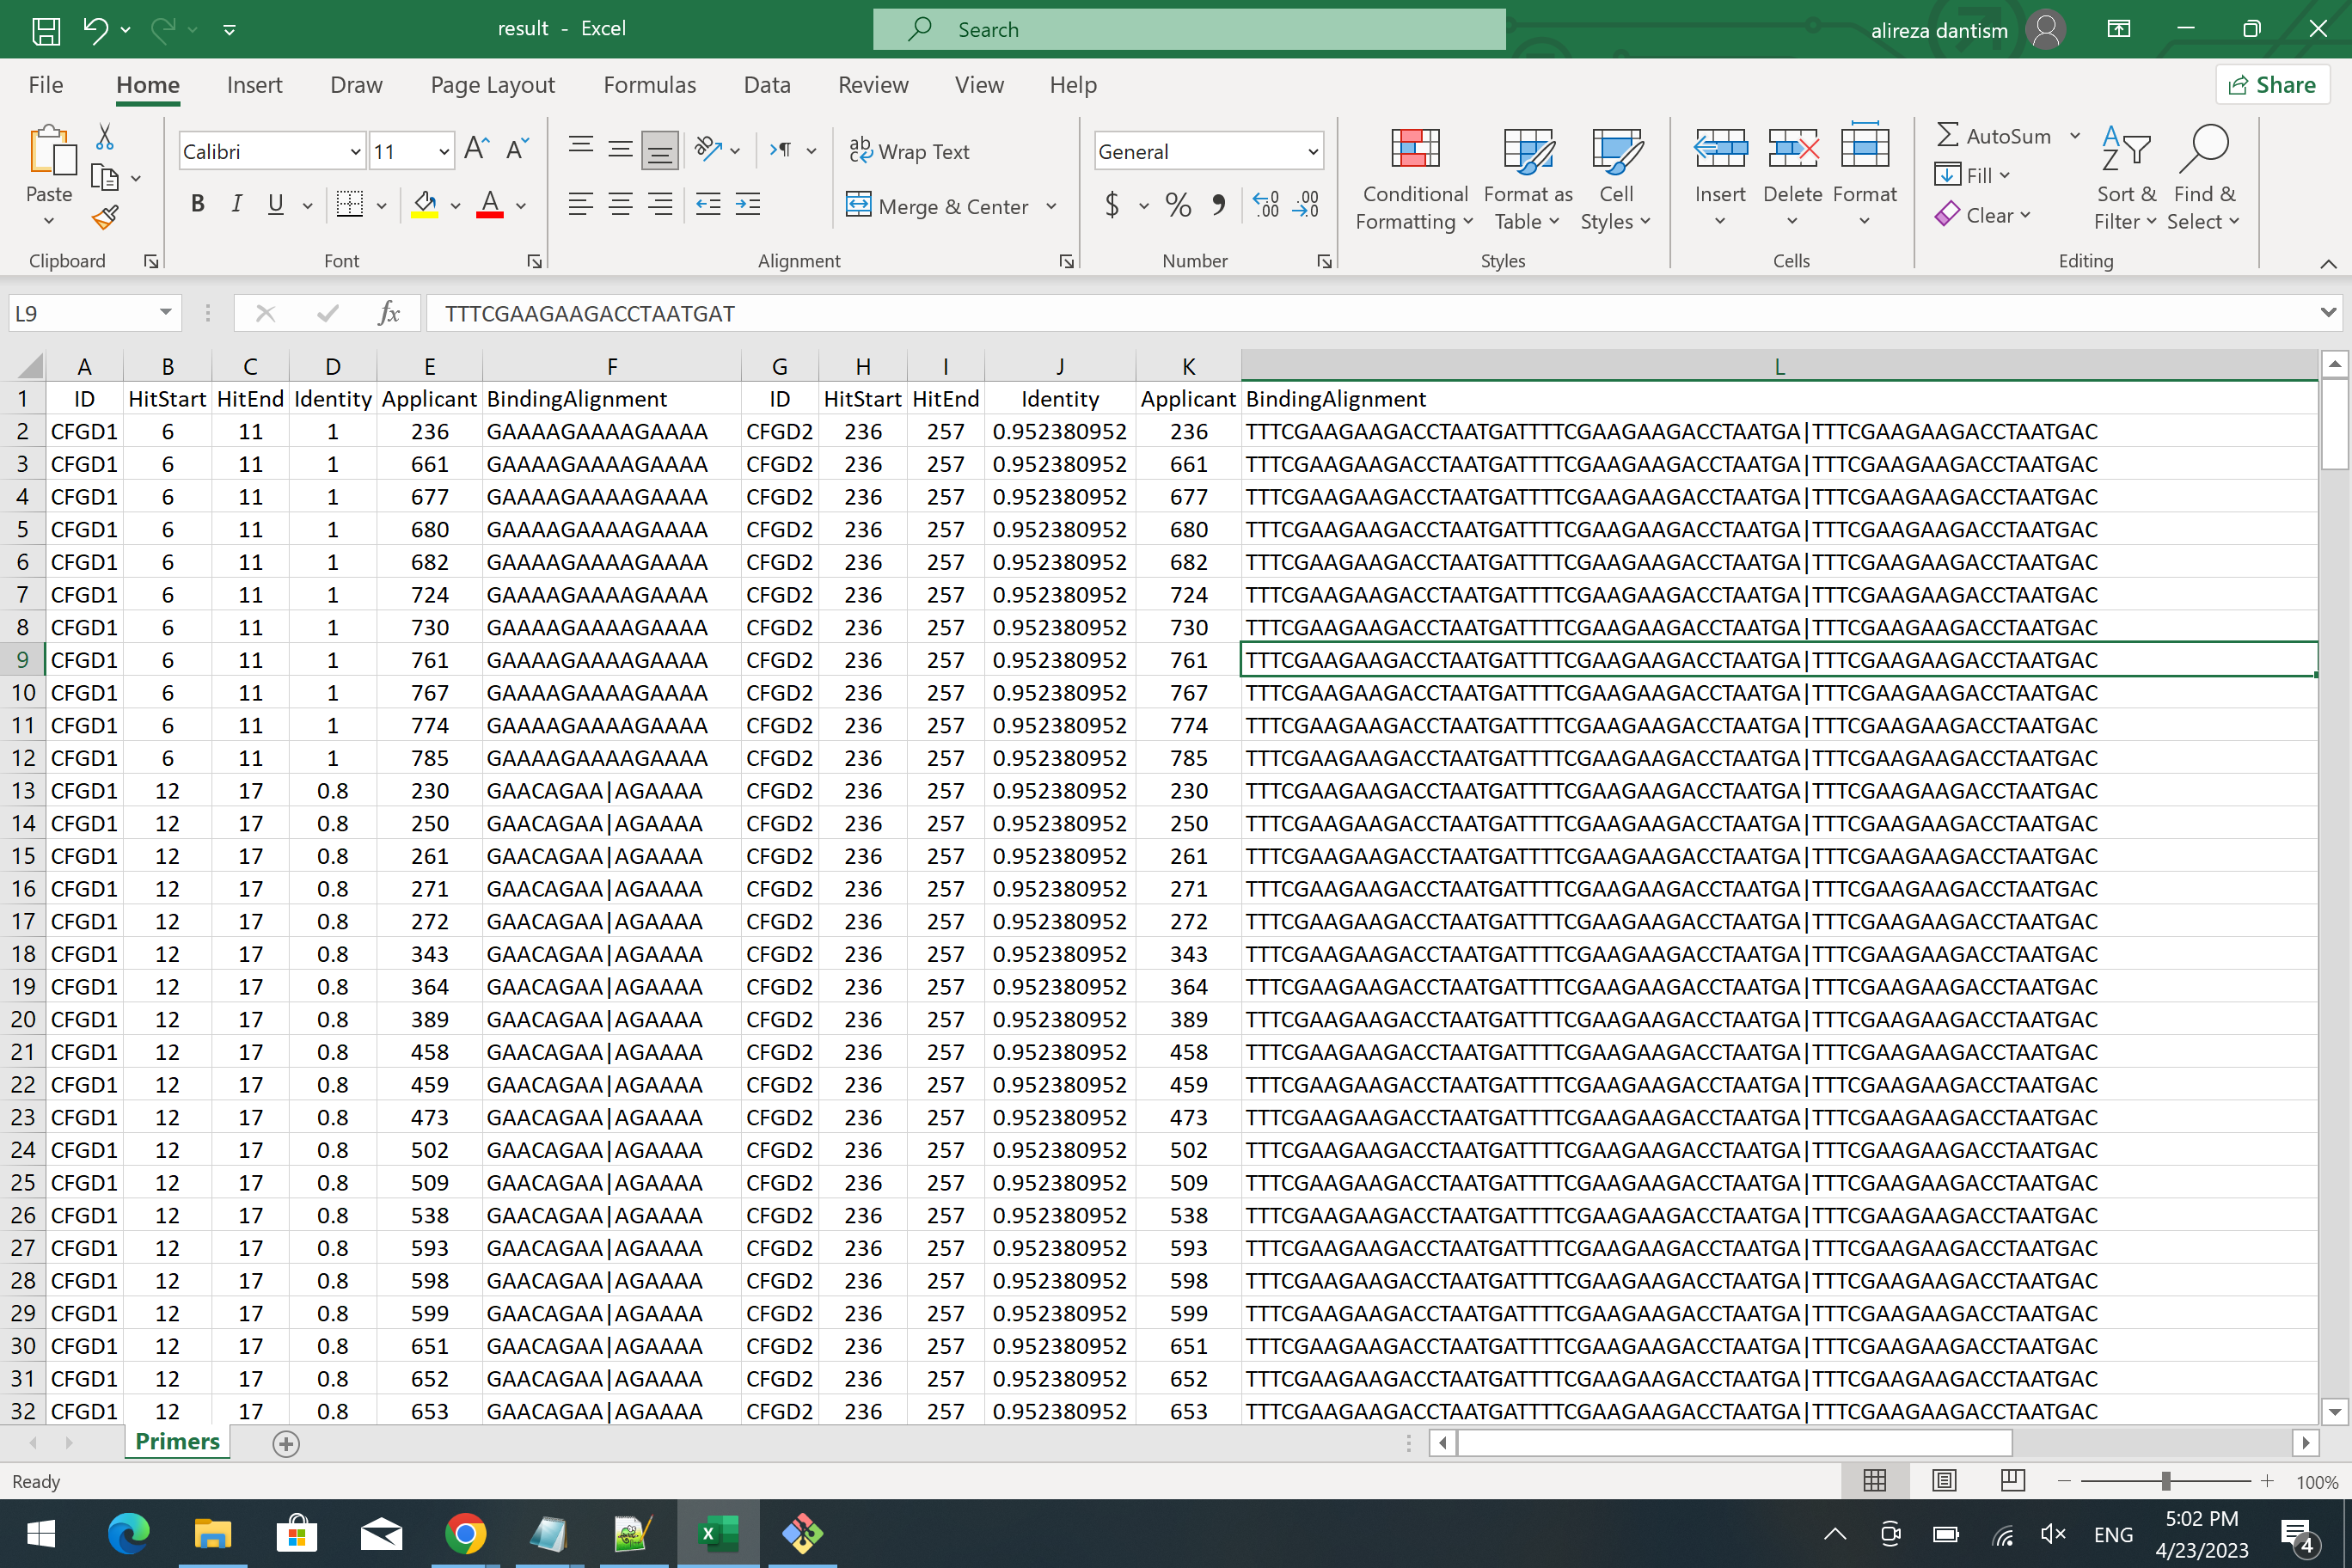 result - Excel
Search
alireza dantism
File Home Insert Draw Page Layout Formulas Data Review View Help
Share
Paste
Clipboard
Calibri 11
B I U
Font
Wrap Text
Merge & Center
Alignment
General
$ % ,
Number
Conditional Formatting
Format as Table
Cell Styles
Styles
Insert Delete Format
Cells
AutoSum
Fill
Clear
Sort & Filter
Find & Select
Editing
L9 fx TTTCGAAGAAGACCTAATGAT
A B C D E F G H I J K L
1 ID HitStart HitEnd Identity Applicant BindingAlignment ID HitStart HitEnd Identity Applicant BindingAlignment
2 CFGD1 6 11 1 236 GAAAAGAAAAGAAAA CFGD2 236 257 0.952380952 236 TTTCGAAGAAGACCTAATGATTTTCGAAGAAGACCTAATGA|TTTCGAAGAAGACCTAATGAC
3 CFGD1 6 11 1 661 GAAAAGAAAAGAAAA CFGD2 236 257 0.952380952 661 TTTCGAAGAAGACCTAATGATTTTCGAAGAAGACCTAATGA|TTTCGAAGAAGACCTAATGAC
4 CFGD1 6 11 1 677 GAAAAGAAAAGAAAA CFGD2 236 257 0.952380952 677 TTTCGAAGAAGACCTAATGATTTTCGAAGAAGACCTAATGA|TTTCGAAGAAGACCTAATGAC
5 CFGD1 6 11 1 680 GAAAAGAAAAGAAAA CFGD2 236 257 0.952380952 680 TTTCGAAGAAGACCTAATGATTTTCGAAGAAGACCTAATGA|TTTCGAAGAAGACCTAATGAC
6 CFGD1 6 11 1 682 GAAAAGAAAAGAAAA CFGD2 236 257 0.952380952 682 TTTCGAAGAAGACCTAATGATTTTCGAAGAAGACCTAATGA|TTTCGAAGAAGACCTAATGAC
7 CFGD1 6 11 1 724 GAAAAGAAAAGAAAA CFGD2 236 257 0.952380952 724 TTTCGAAGAAGACCTAATGATTTTCGAAGAAGACCTAATGA|TTTCGAAGAAGACCTAATGAC
8 CFGD1 6 11 1 730 GAAAAGAAAAGAAAA CFGD2 236 257 0.952380952 730 TTTCGAAGAAGACCTAATGATTTTCGAAGAAGACCTAATGA|TTTCGAAGAAGACCTAATGAC
9 CFGD1 6 11 1 761 GAAAAGAAAAGAAAA CFGD2 236 257 0.952380952 761 TTTCGAAGAAGACCTAATGATTTTCGAAGAAGACCTAATGA|TTTCGAAGAAGACCTAATGAC
10 CFGD1 6 11 1 767 GAAAAGAAAAGAAAA CFGD2 236 257 0.952380952 767 TTTCGAAGAAGACCTAATGATTTTCGAAGAAGACCTAATGA|TTTCGAAGAAGACCTAATGAC
11 CFGD1 6 11 1 774 GAAAAGAAAAGAAAA CFGD2 236 257 0.952380952 774 TTTCGAAGAAGACCTAATGATTTTCGAAGAAGACCTAATGA|TTTCGAAGAAGACCTAATGAC
12 CFGD1 6 11 1 785 GAAAAGAAAAGAAAA CFGD2 236 257 0.952380952 785 TTTCGAAGAAGACCTAATGATTTTCGAAGAAGACCTAATGA|TTTCGAAGAAGACCTAATGAC
13 CFGD1 12 17 0.8 230 GAACAGAA|AGAAAA CFGD2 236 257 0.952380952 230 TTTCGAAGAAGACCTAATGATTTTCGAAGAAGACCTAATGA|TTTCGAAGAAGACCTAATGAC
14 CFGD1 12 17 0.8 250 GAACAGAA|AGAAAA CFGD2 236 257 0.952380952 250 TTTCGAAGAAGACCTAATGATTTTCGAAGAAGACCTAATGA|TTTCGAAGAAGACCTAATGAC
15 CFGD1 12 17 0.8 261 GAACAGAA|AGAAAA CFGD2 236 257 0.952380952 261 TTTCGAAGAAGACCTAATGATTTTCGAAGAAGACCTAATGA|TTTCGAAGAAGACCTAATGAC
16 CFGD1 12 17 0.8 271 GAACAGAA|AGAAAA CFGD2 236 257 0.952380952 271 TTTCGAAGAAGACCTAATGATTTTCGAAGAAGACCTAATGA|TTTCGAAGAAGACCTAATGAC
17 CFGD1 12 17 0.8 272 GAACAGAA|AGAAAA CFGD2 236 257 0.952380952 272 TTTCGAAGAAGACCTAATGATTTTCGAAGAAGACCTAATGA|TTTCGAAGAAGACCTAATGAC
18 CFGD1 12 17 0.8 343 GAACAGAA|AGAAAA CFGD2 236 257 0.952380952 343 TTTCGAAGAAGACCTAATGATTTTCGAAGAAGACCTAATGA|TTTCGAAGAAGACCTAATGAC
19 CFGD1 12 17 0.8 364 GAACAGAA|AGAAAA CFGD2 236 257 0.952380952 364 TTTCGAAGAAGACCTAATGATTTTCGAAGAAGACCTAATGA|TTTCGAAGAAGACCTAATGAC
20 CFGD1 12 17 0.8 389 GAACAGAA|AGAAAA CFGD2 236 257 0.952380952 389 TTTCGAAGAAGACCTAATGATTTTCGAAGAAGACCTAATGA|TTTCGAAGAAGACCTAATGAC
21 CFGD1 12 17 0.8 458 GAACAGAA|AGAAAA CFGD2 236 257 0.952380952 458 TTTCGAAGAAGACCTAATGATTTTCGAAGAAGACCTAATGA|TTTCGAAGAAGACCTAATGAC
22 CFGD1 12 17 0.8 459 GAACAGAA|AGAAAA CFGD2 236 257 0.952380952 459 TTTCGAAGAAGACCTAATGATTTTCGAAGAAGACCTAATGA|TTTCGAAGAAGACCTAATGAC
23 CFGD1 12 17 0.8 473 GAACAGAA|AGAAAA CFGD2 236 257 0.952380952 473 TTTCGAAGAAGACCTAATGATTTTCGAAGAAGACCTAATGA|TTTCGAAGAAGACCTAATGAC
24 CFGD1 12 17 0.8 502 GAACAGAA|AGAAAA CFGD2 236 257 0.952380952 502 TTTCGAAGAAGACCTAATGATTTTCGAAGAAGACCTAATGA|TTTCGAAGAAGACCTAATGAC
25 CFGD1 12 17 0.8 509 GAACAGAA|AGAAAA CFGD2 236 257 0.952380952 509 TTTCGAAGAAGACCTAATGATTTTCGAAGAAGACCTAATGA|TTTCGAAGAAGACCTAATGAC
26 CFGD1 12 17 0.8 538 GAACAGAA|AGAAAA CFGD2 236 257 0.952380952 538 TTTCGAAGAAGACCTAATGATTTTCGAAGAAGACCTAATGA|TTTCGAAGAAGACCTAATGAC
27 CFGD1 12 17 0.8 593 GAACAGAA|AGAAAA CFGD2 236 257 0.952380952 593 TTTCGAAGAAGACCTAATGATTTTCGAAGAAGACCTAATGA|TTTCGAAGAAGACCTAATGAC
28 CFGD1 12 17 0.8 598 GAACAGAA|AGAAAA CFGD2 236 257 0.952380952 598 TTTCGAAGAAGACCTAATGATTTTCGAAGAAGACCTAATGA|TTTCGAAGAAGACCTAATGAC
29 CFGD1 12 17 0.8 599 GAACAGAA|AGAAAA CFGD2 236 257 0.952380952 599 TTTCGAAGAAGACCTAATGATTTTCGAAGAAGACCTAATGA|TTTCGAAGAAGACCTAATGAC
30 CFGD1 12 17 0.8 651 GAACAGAA|AGAAAA CFGD2 236 257 0.952380952 651 TTTCGAAGAAGACCTAATGATTTTCGAAGAAGACCTAATGA|TTTCGAAGAAGACCTAATGAC
31 CFGD1 12 17 0.8 652 GAACAGAA|AGAAAA CFGD2 236 257 0.952380952 652 TTTCGAAGAAGACCTAATGATTTTCGAAGAAGACCTAATGA|TTTCGAAGAAGACCTAATGAC
32 CFGD1 12 17 0.8 653 GAACAGAA|AGAAAA CFGD2 236 257 0.952380952 653 TTTCGAAGAAGACCTAATGATTTTCGAAGAAGACCTAATGA|TTTCGAAGAAGACCTAATGAC
Primers
Ready
100%
ENG
5:02 PM
4/23/2023
4